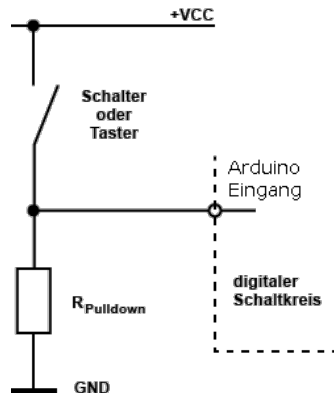 +VCC
Schalter
oder
Taster
Arduino
Eingang
digitaler
Schaltkreis
RPulldown
GND